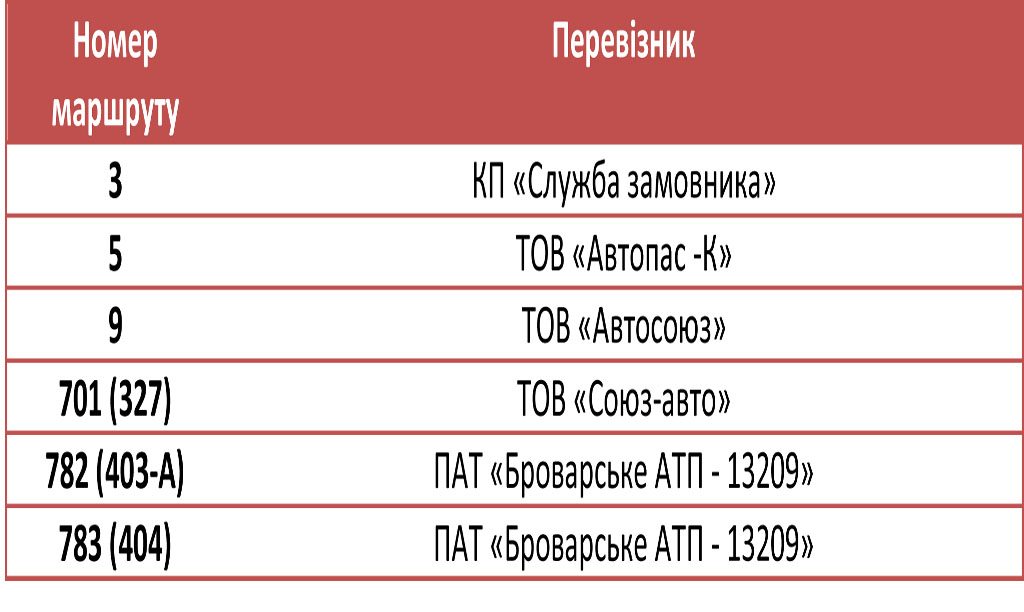 Номер Перевізник
маршруту
3 КП «Служба замовника»
5 ТОВ «Автопас -К»
9 ТОВ «Автосоюз»
701 (327) ТОВ «Союз-авто»
782 (403-А) ПАТ «Броварське АТП - 13209»
783 (404) ПАТ «Броварське АТП - 13209»